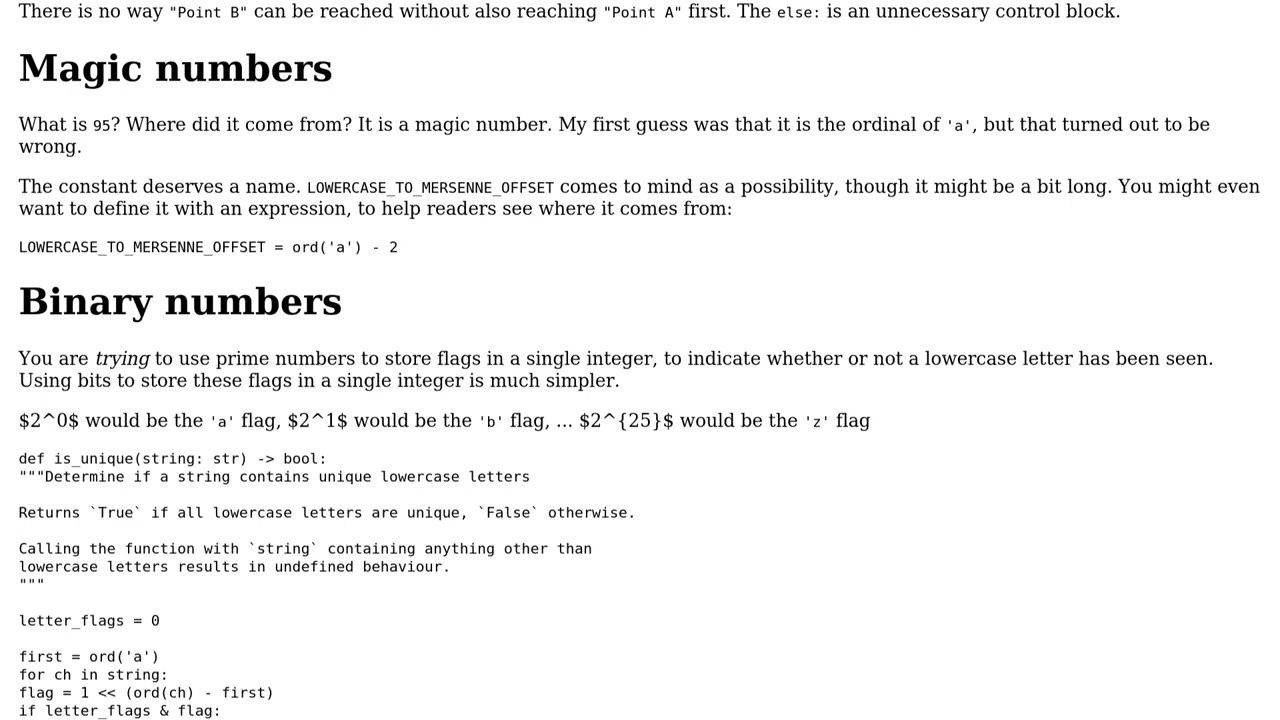 There is no way "Point B" can be reached without also reaching "Point A" first. The else: is an unnecessary control block.
Magic numbers
What is 95? Where did it come from? It is a magic number. My first guess was that it is the ordinal of 'a', but that turned out to be
wrong.
The constant deserves a name. LOWERCASE_TO_MERSENNE_OFFSET comes to mind as a possibility, though it might be a bit long. You might even
want to define it with an expression, to help readers see where it comes from:
LOWERCASE_TO_MERSENNE_OFFSET = ord('a') - 2
Binary numbers
You are trying to use prime numbers to store flags in a single integer, to indicate whether or not a lowercase letter has been seen.
Using bits to store these flags in a single integer is much simpler.
$2^0$ would be the 'a' flag, $2^1$ would be the 'b' flag, ... $2^{25}$ would be the 'z' flag
def is_unique(string: str) -> bool:
"""Determine if a string contains unique lowercase letters
Returns `True` if all lowercase letters are unique, `False` otherwise.
Calling the function with `string` containing anything other than
lowercase letters results in undefined behaviour.
"""
letter_flags = 0
first = ord('a')
for ch in string:
flag = 1 << (ord(ch) - first)
if letter_flags & flag: